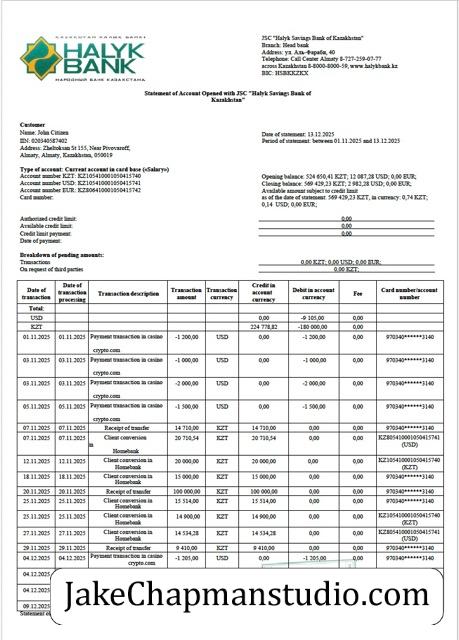 HALYK
BANK
НАРОДНЫЙ БАНК КАЗАХСТАНА
JSC "Halyk Savings Bank of Kazakhstan"
Branch: Head bank
Address: ул. Аль-Фараби, 40
Telephone: Call Center Almaty 8-727-259-07-77
across Kazakhstan 8-8000-8000-59, www.halykbank.kz
BIC: HSBKKZKX
Statement of Account Opened with JSC "Halyk Savings Bank of
Kazakhstan"
Customer
Name: John Citizen
IIN: 020340587402
Address: Zheltoksan St 155, Near Pivovaroff,
Almaty, Almaty, Kazakhstan, 050019
Date of statement: 13.12.2025
Period of statement: between 01.11.2025 and 13.12.2025
Type of account: Current account in card base («Salary»)
Account number KZT: KZ105410001050415740
Account number USD: KZ105410001050415741
Account number EUR: KZ806410001050415742
Card number:
Opening balance: 524 650,41 KZT; 12 087,28 USD; 0,00 EUR;
Closing balance: 569 429,23 KZT; 2 982,28 USD; 0,00 EUR;
Available amount subject to credit limit
as of the date of statement: 569 429,23 KZT, in currency: 0,74 KZT;
0,14 USD; 0,00 EUR;
Authorized credit limit: 0,00
Available credit limit: 0,00
Credit limit payment: 0,00
Date of payment:
Breakdown of pending amounts:
Transactions 0,00 KZT; 0,00 USD; 0,00 EUR;
On request of third parties 0,00 KZT;
Date of transaction Date of transaction processing Transaction description Transaction amount Transaction currency Credit in account currency Debit in account currency Fee Card number/account number
Total:
USD 0,00 -9 105,00 0,00
KZT 224 778,82 -180 000,00 0,00
01.11.2025 01.11.2025 Payment transaction in casino crypto.com -1 200,00 USD 0,00 -1 200,00 0,00 970340******3140
03.11.2025 03.11.2025 Payment transaction in casino crypto.com -1 000,00 USD 0,00 -1 000,00 0,00 970340******3140
03.11.2025 03.11.2025 Payment transaction in casino crypto.com -2 000,00 USD 0,00 -2 000,00 0,00 970340******3140
05.11.2025 05.11.2025 Payment transaction in casino crypto.com -1 500,00 USD 0,00 -1 500,00 0,00 970340******3140
07.11.2025 07.11.2025 Receipt of transfer 14 710,00 KZT 14 710,00 0,00 0,00 970340******3140
07.11.2025 07.11.2025 Client conversion in Homebank 20 710,54 KZT 20 710,54 0,00 0,00 KZ805410001050415741 (USD)
12.11.2025 12.11.2025 Client conversion in Homebank 20 000,00 KZT 20 000,00 0,00 0,00 KZ105410001050415740 (KZT)
18.11.2025 18.11.2025 Client conversion in Homebank 15 000,00 KZT 15 000,00 0,00 0,00 970340******3140
20.11.2025 20.11.2025 Receipt of transfer 100 000,00 KZT 100 000,00 0,00 0,00 970340******3140
25.11.2025 25.11.2025 Client conversion in Homebank 15 514,00 KZT 15 514,00 0,00 0,00 970340******3140
25.11.2025 25.11.2025 Client conversion in Homebank 14 900,00 KZT 14 900,00 0,00 0,00 KZ105410001050415740 (KZT)
27.11.2025 27.11.2025 Client conversion in Homebank 14 534,28 KZT 14 534,28 0,00 0,00 KZ805410001050415741 (USD)
29.11.2025 29.11.2025 Receipt of transfer 9 410,00 KZT 9 410,00 0,00 0,00 970340******3140
04.12.2025 04.12.2025 Payment transaction in casino crypto.com -1 205,00 USD 0,00 -1 205,00 0,00 970340******3140
04.12.2025
04.12.2025
09.12.2025
JakeChapmanstudio.com